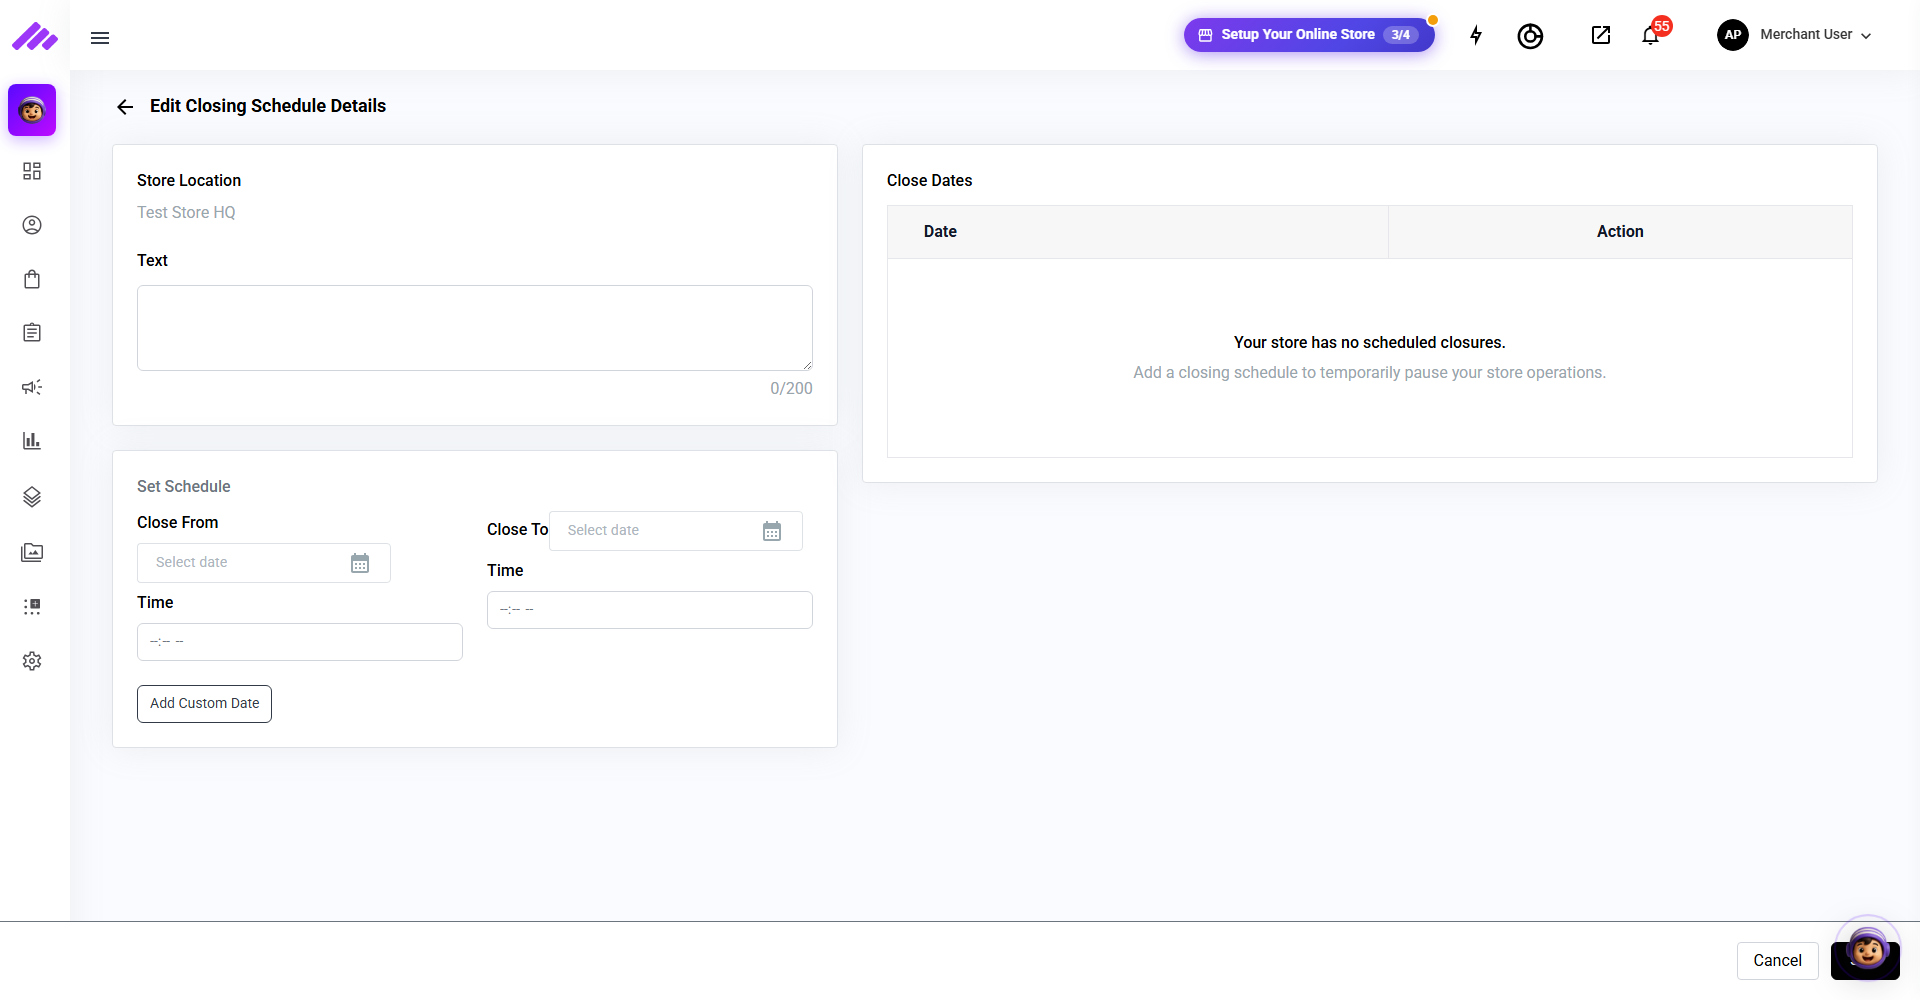 Setup Your Online Store 3/4
55
AP Merchant User
Edit Closing Schedule Details
Store Location
Test Store HQ
Text
0/200
Set Schedule
Close From
Select date
Time
--:-- --
Close To
Select date
Time
--:-- --
Add Custom Date
Close Dates
Date Action
Your store has no scheduled closures.
Add a closing schedule to temporarily pause your store operations.
Cancel